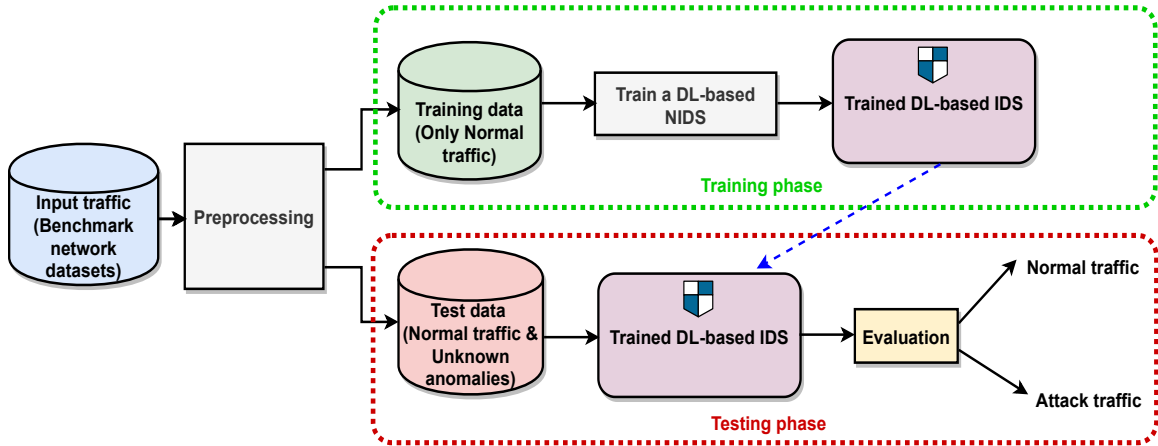 Input traffic
(Benchmark
network
datasets)
Preprocessing
Training data
(Only Normal
traffic)
Train a DL-based
NIDS
Trained DL-based IDS
Training phase
Test data
(Normal traffic &
Unknown
anomalies)
Trained DL-based IDS
Evaluation
Normal traffic
Attack traffic
Testing phase